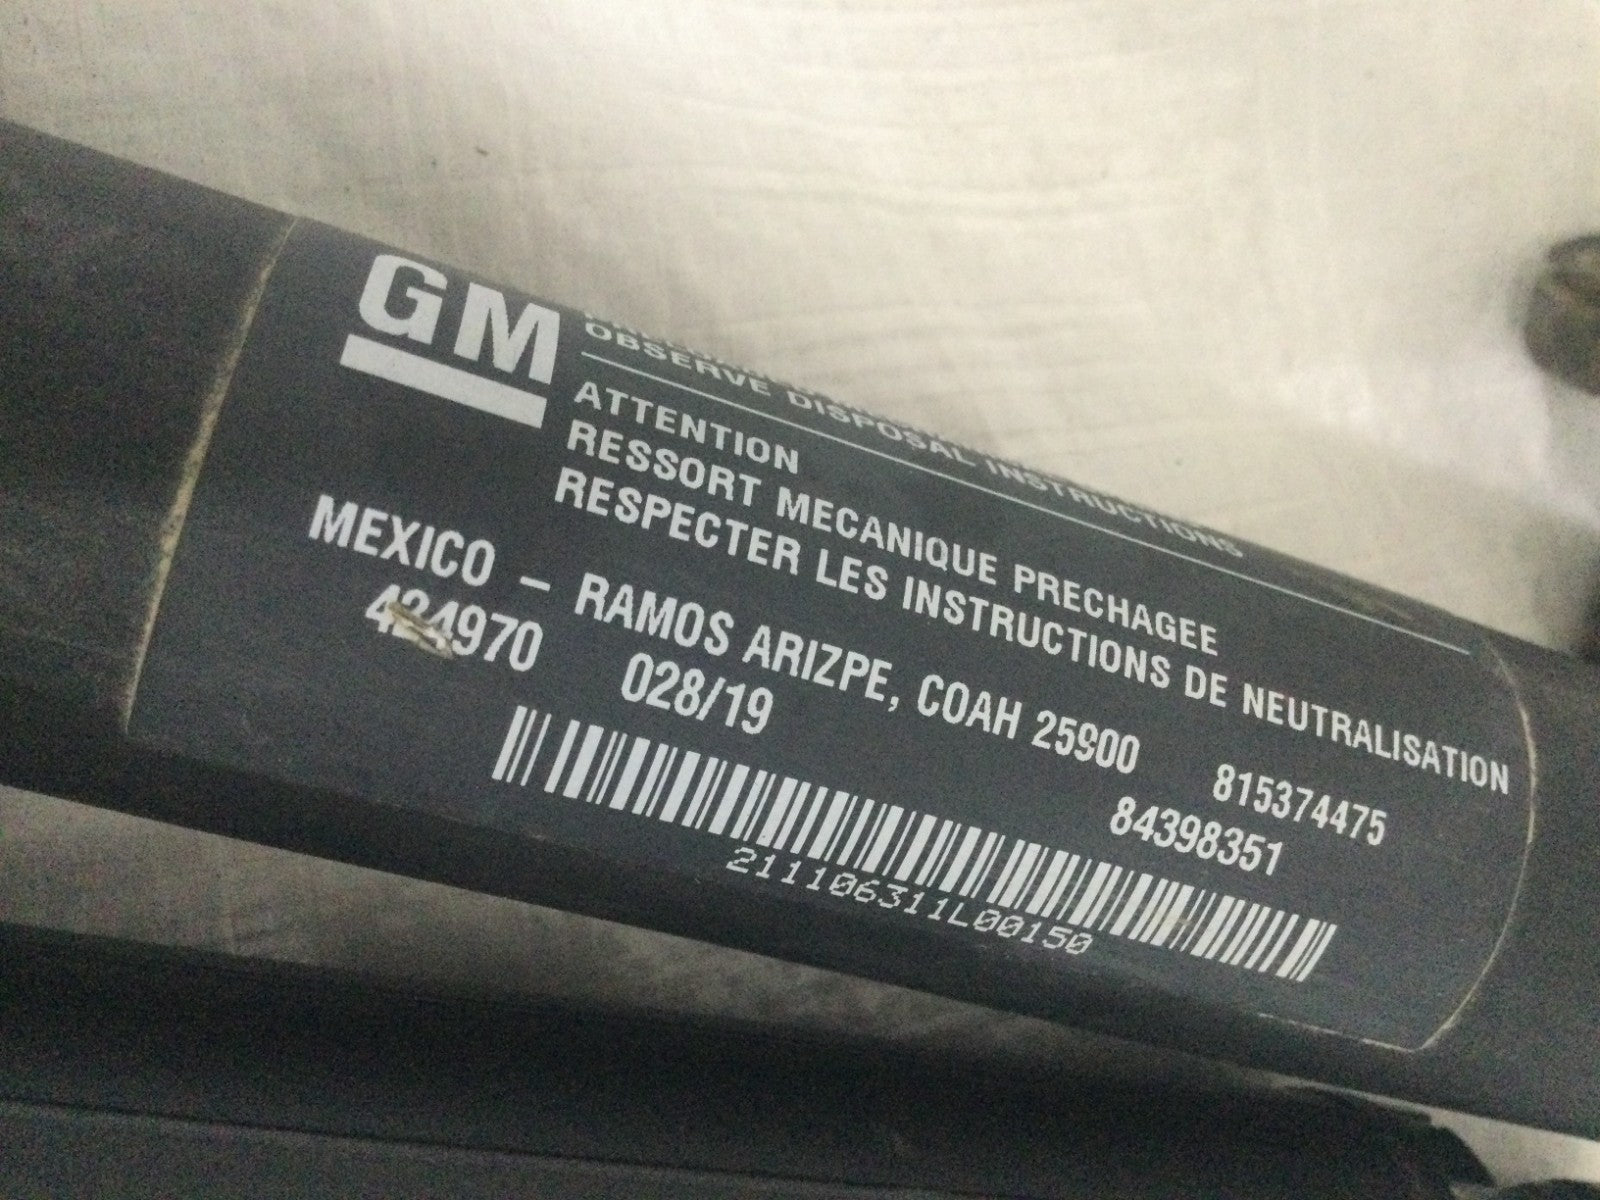 GM
OBSERVE DISPOSAL INSTRUCTIONS
ATTENTION
RESSORT MECANIQUE PRECHAGEE
RESPECTER LES INSTRUCTIONS DE NEUTRALISATION
MEXICO – RAMOS ARIZPE, COAH 25900 815374475
424970 028/19 84398351
211106311L00150